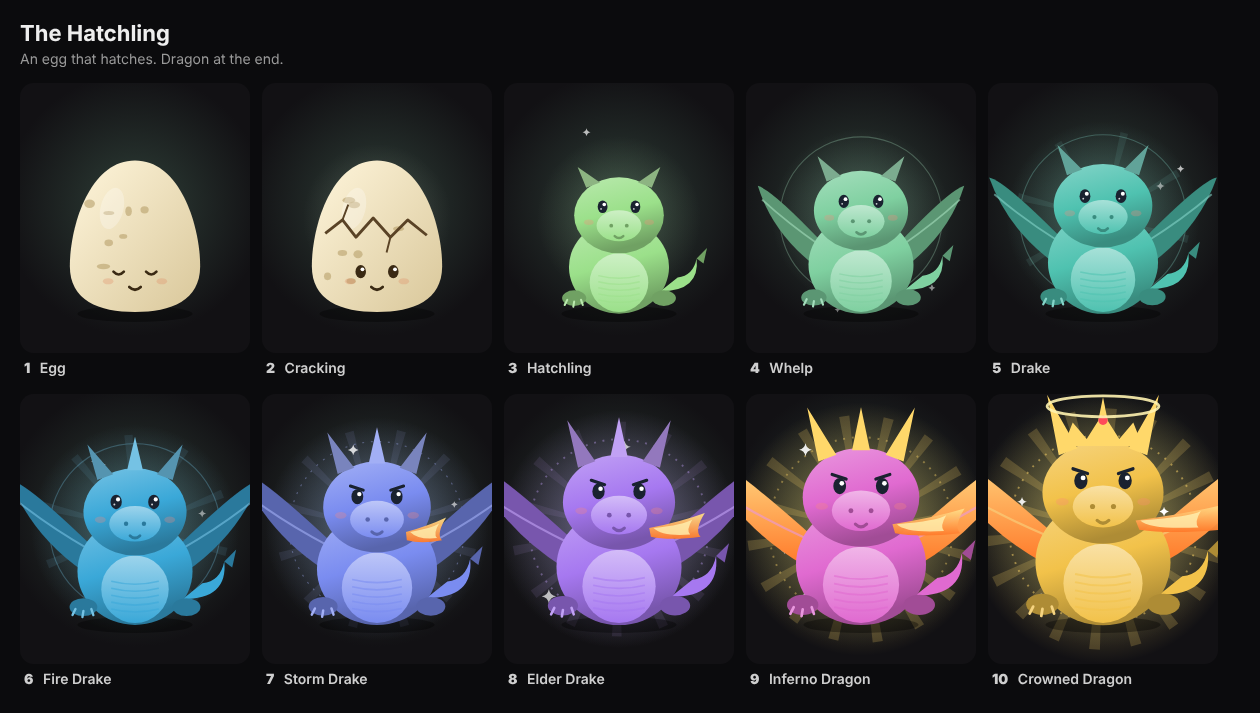 The Hatchling
An egg that hatches. Dragon at the end.
1 Egg
2 Cracking
3 Hatchling
4 Whelp
5 Drake
6 Fire Drake
7 Storm Drake
8 Elder Drake
9 Inferno Dragon
10 Crowned Dragon